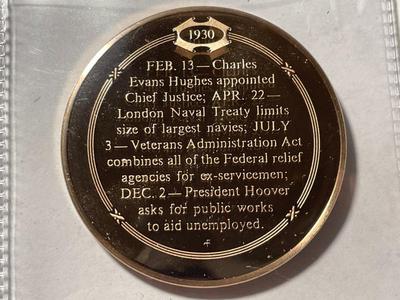 1930
FEB. 13—Charles
Evans Hughes appointed
Chief Justice; APR. 22—
London Naval Treaty limits
size of largest navies; JULY
3—Veterans Administration Act
combines all of the Federal relief
agencies for ex-servicemen;
DEC. 2—President Hoover
asks for public works
to aid unemployed.